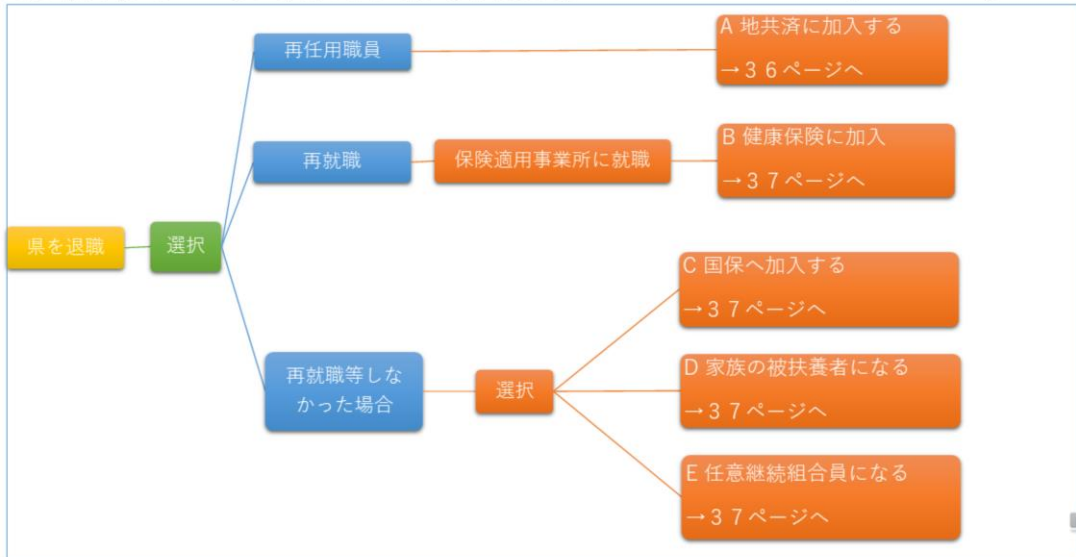 県を退職
選択
再任用職員
A 地共済に加入する
→３６ページへ
再就職
保険適用事業所に就職
B 健康保険に加入
→３７ページへ
再就職等しな
かった場合
選択
C 国保へ加入する
→３７ページへ
D 家族の被扶養者になる
→３７ページへ
E 任意継続組合員になる
→３７ページへ